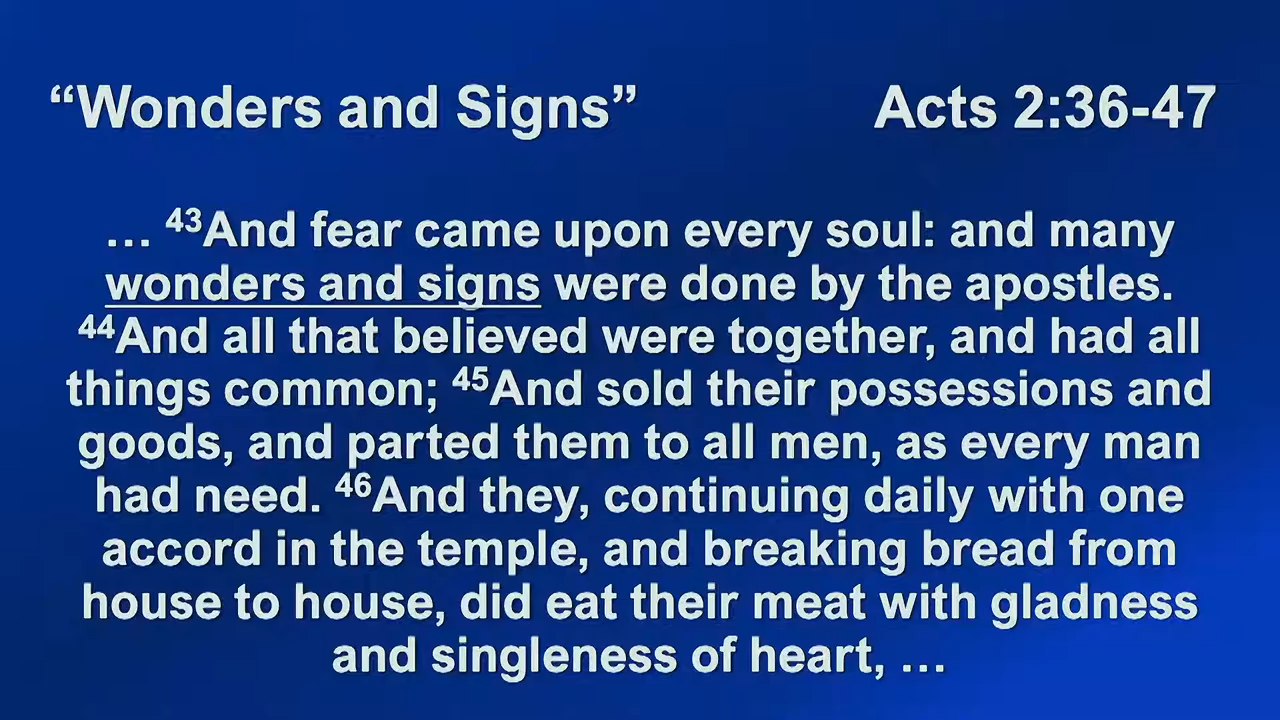 “Wonders and Signs” Acts 2:36-47
… 43And fear came upon every soul: and many
wonders and signs were done by the apostles.
44And all that believed were together, and had all
things common; 45And sold their possessions and
goods, and parted them to all men, as every man
had need. 46And they, continuing daily with one
accord in the temple, and breaking bread from
house to house, did eat their meat with gladness
and singleness of heart, …